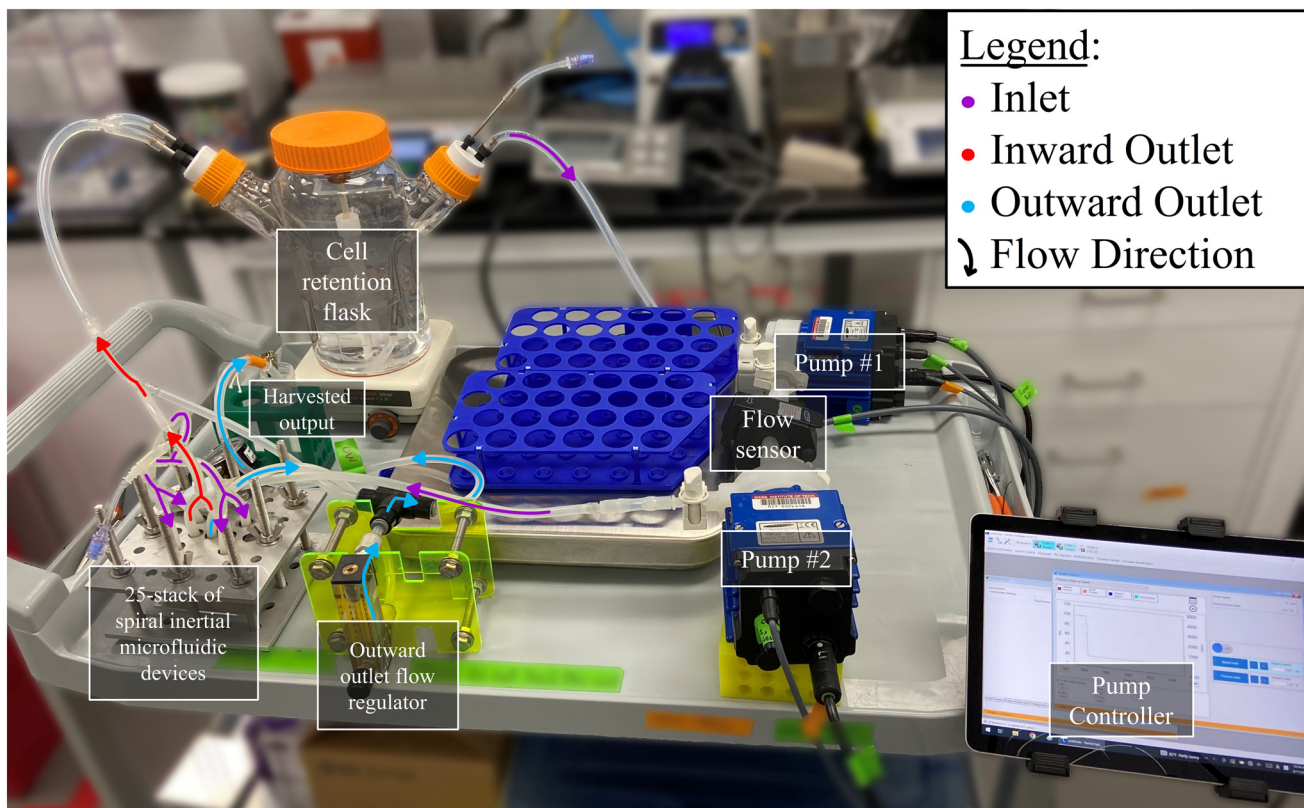 Legend:
Inlet
Inward Outlet
Outward Outlet
Flow Direction
Cell
retention
flask
Pump #1
Harvested
output
Flow
sensor
Pump #2
25-stack of
spiral inertial
microfluidic
devices
Outward
outlet flow
regulator
Pump
Controller